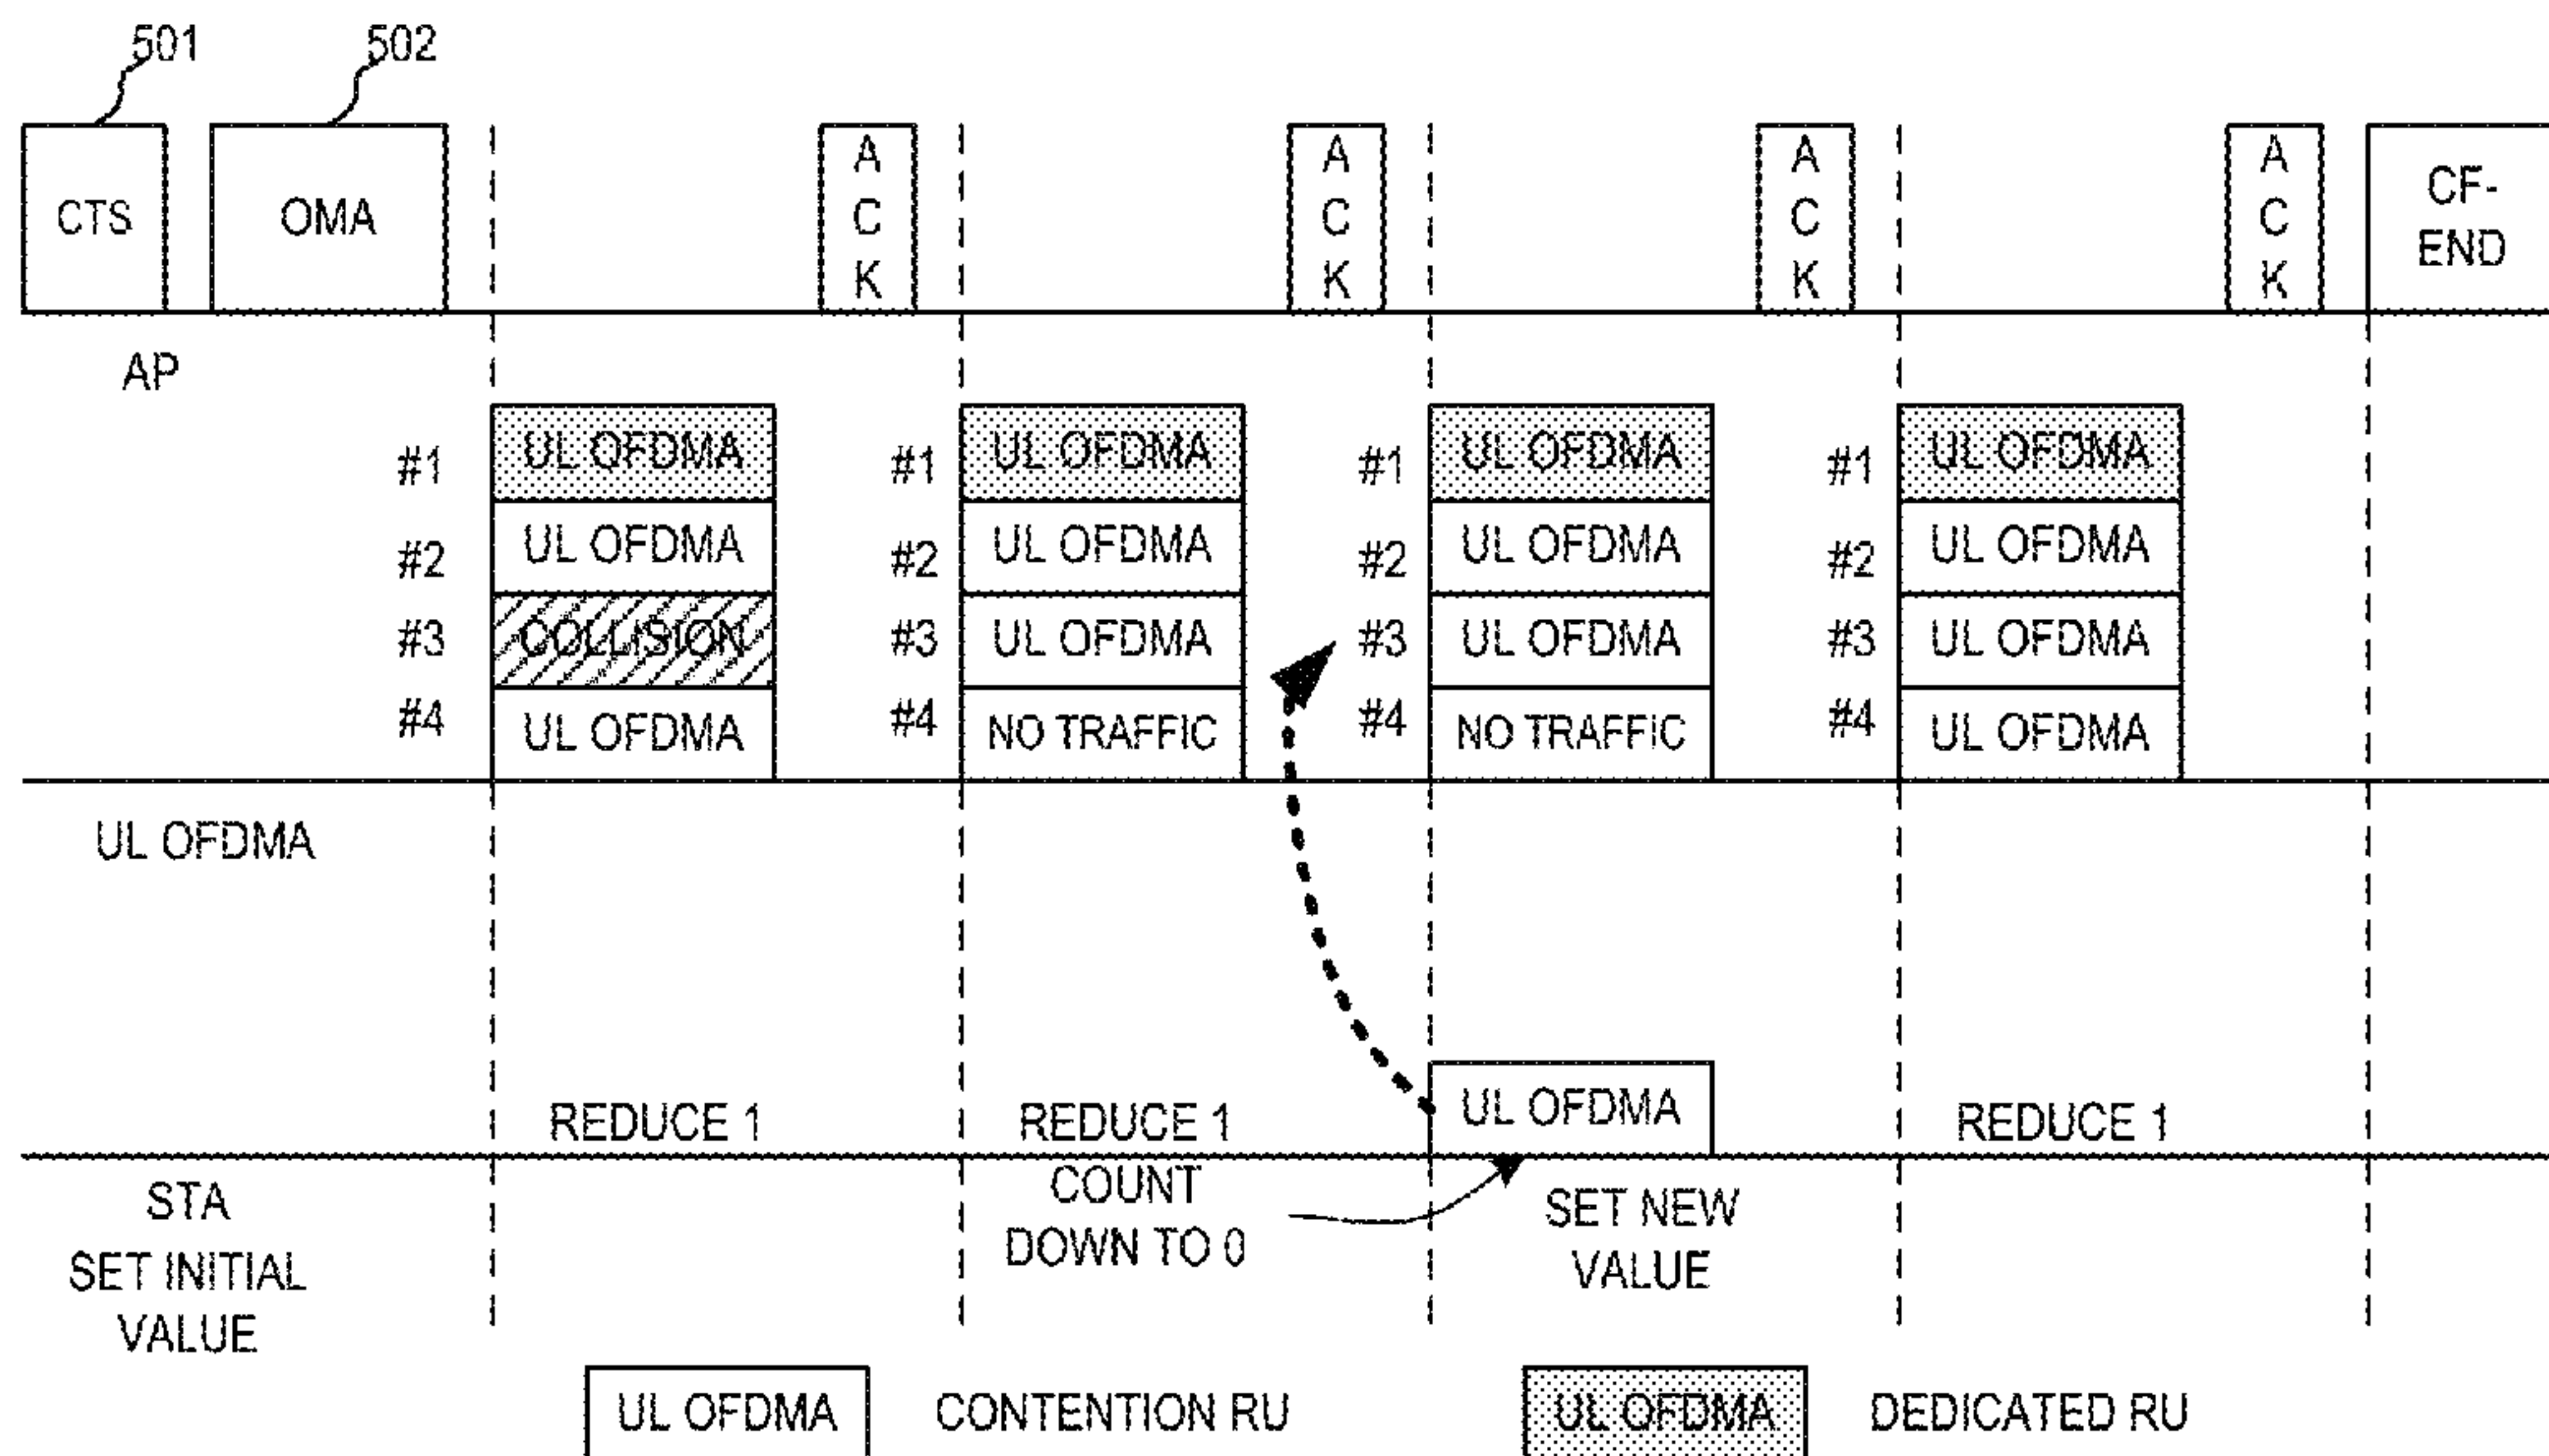 501
502
CTS
OMA
A
C
K
A
C
K
A
C
K
A
C
K
CF-
END
AP
#1
UL OFDMA
#1
UL OFDMA
#1
UL OFDMA
#1
UL OFDMA
#2
UL OFDMA
#2
UL OFDMA
#2
UL OFDMA
#2
UL OFDMA
#3
COLLISION
#3
UL OFDMA
#3
UL OFDMA
#3
UL OFDMA
#4
UL OFDMA
#4
NO TRAFFIC
#4
NO TRAFFIC
#4
UL OFDMA
UL OFDMA
REDUCE 1
REDUCE 1
UL OFDMA
REDUCE 1
STA
SET INITIAL
VALUE
COUNT
DOWN TO 0
SET NEW
VALUE
UL OFDMA
CONTENTION RU
UL OFDMA
DEDICATED RU